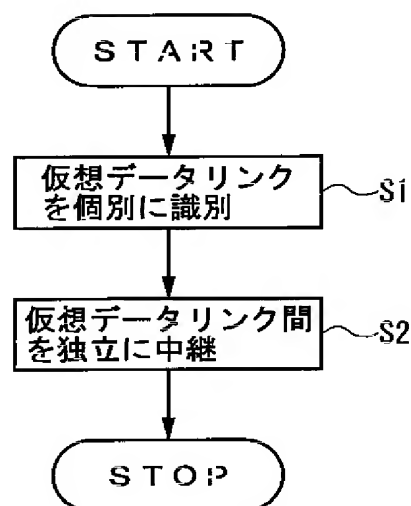 START
仮想データリンク
を個別に識別
S1
仮想データリンク間
を独立に中継
S2
STOP